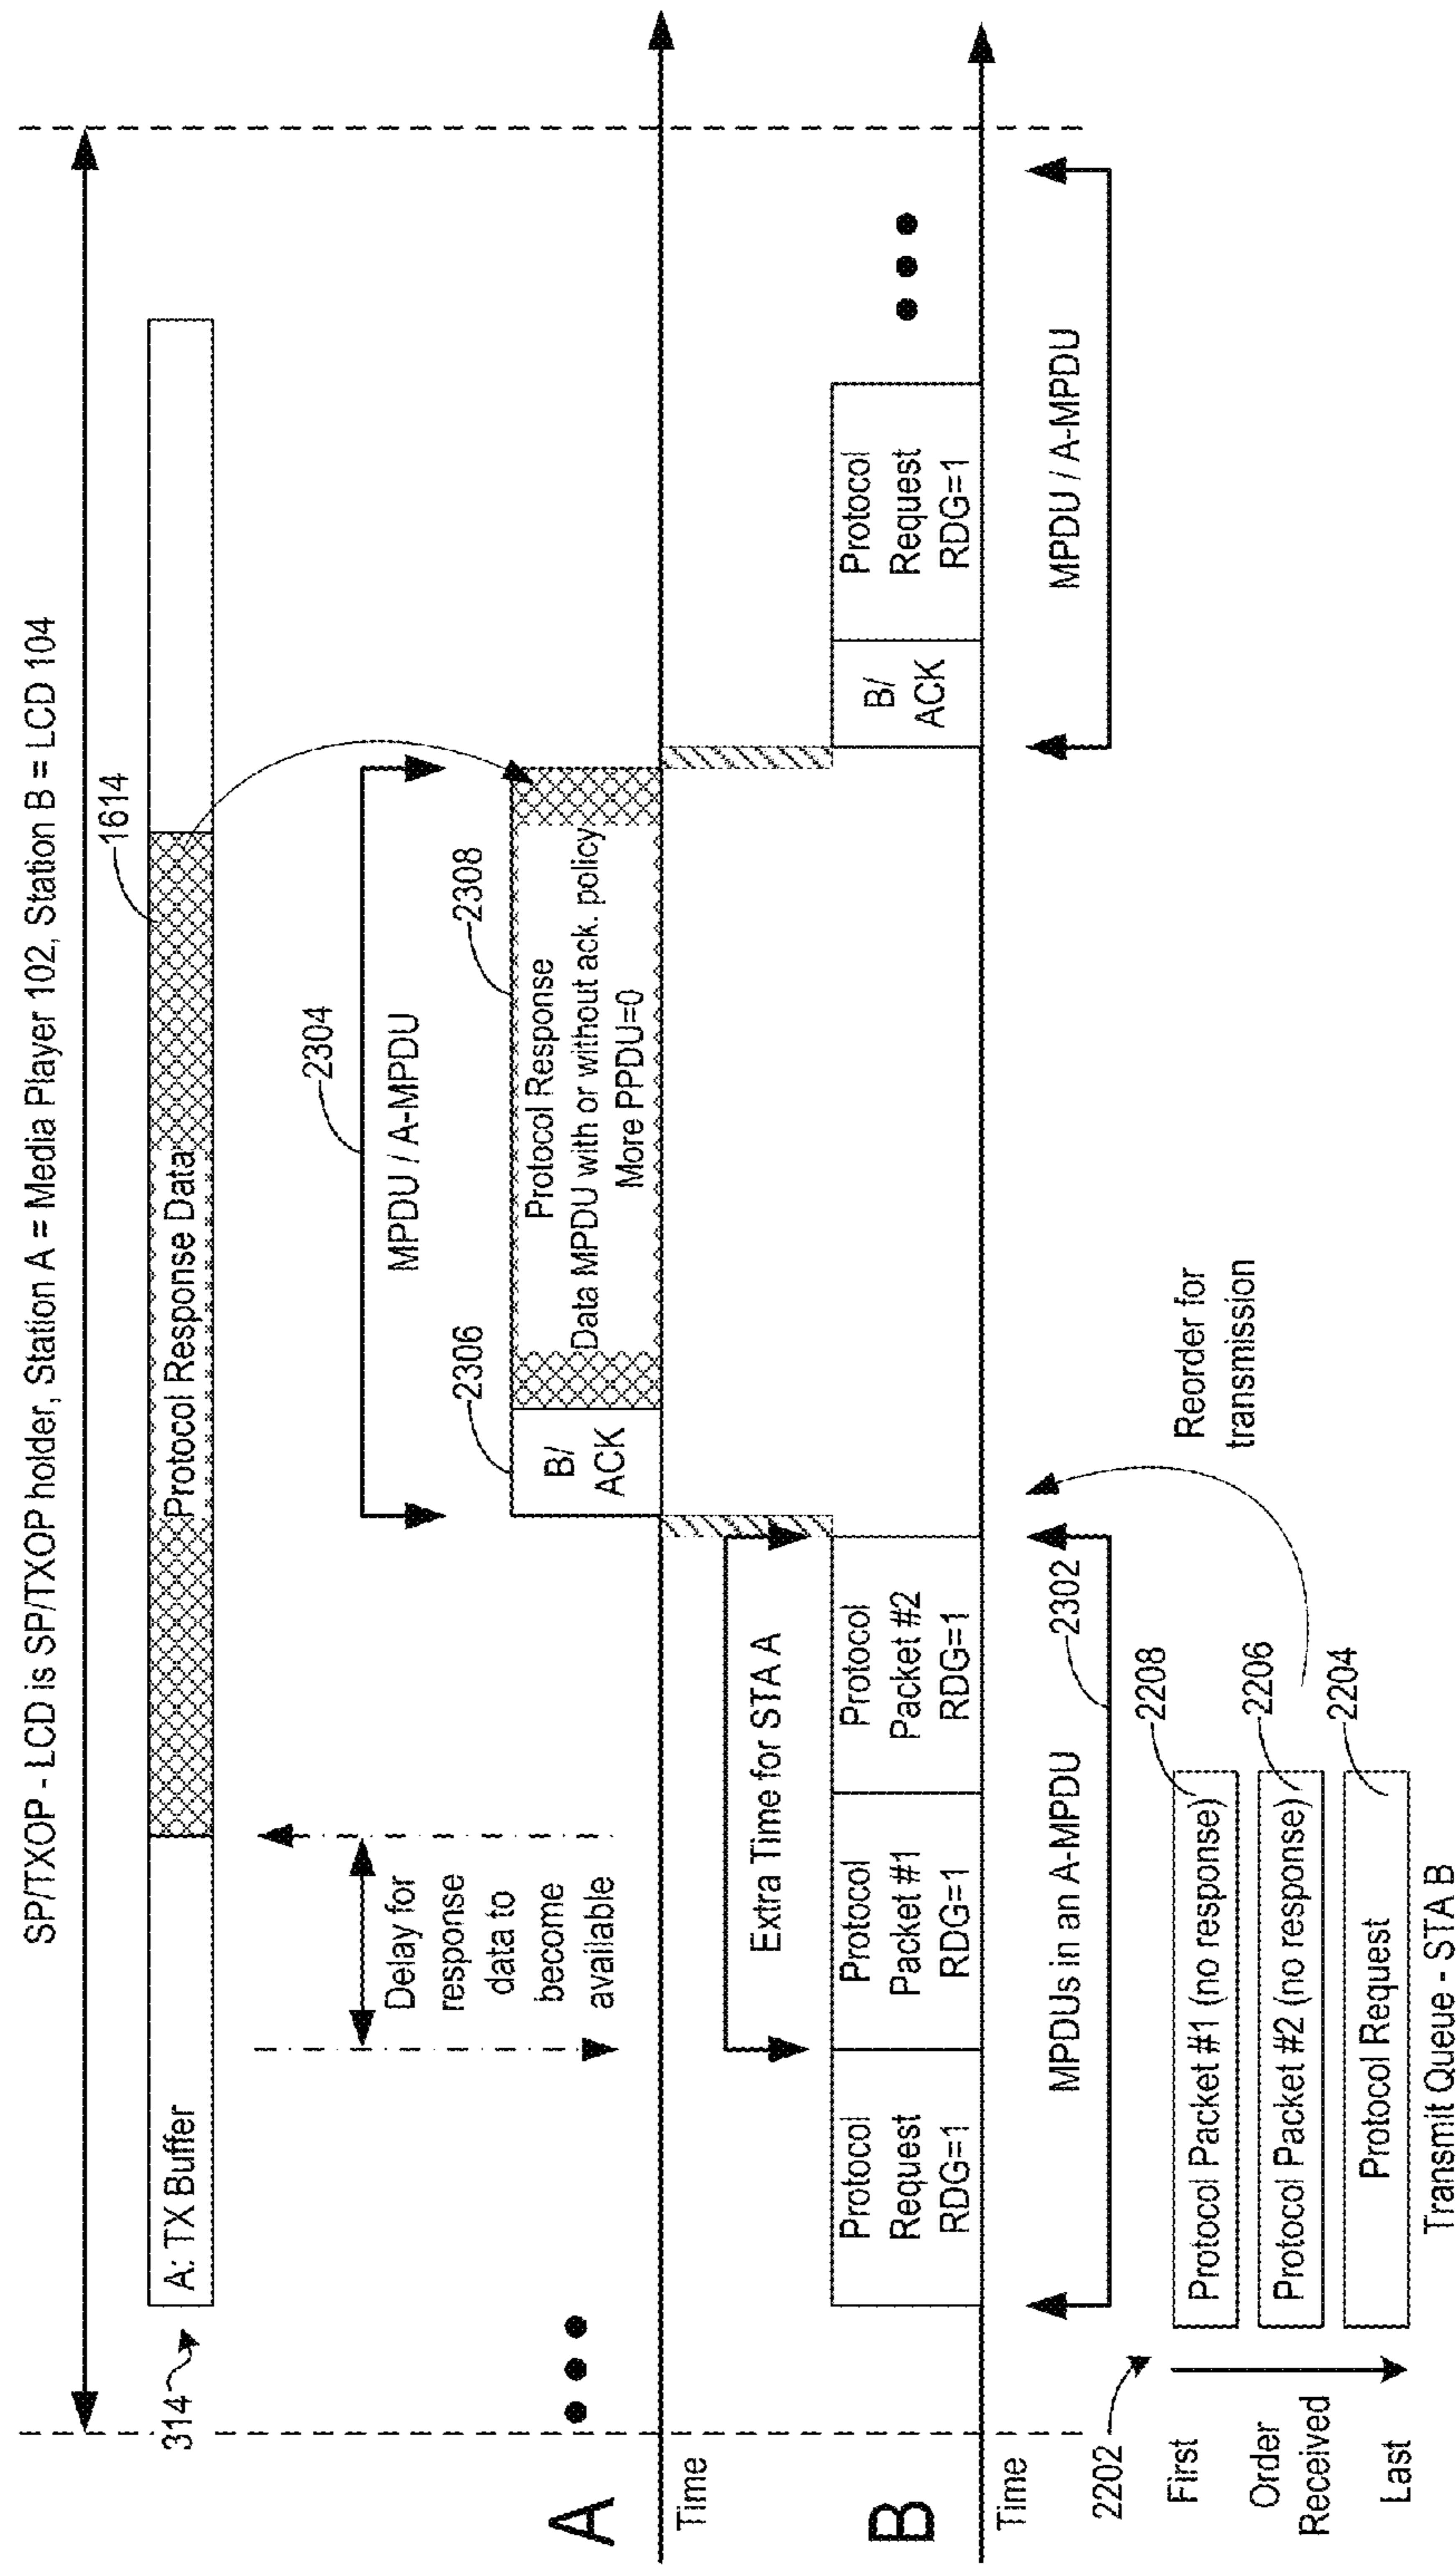 SP/TXOP - LCD is SP/TXOP holder, Station A = Media Player 102, Station B = LCD 104
314
A: TX Buffer
Protocol Response Data
1614
Delay for
response
data to
become
available
2304
MPDU / A-MPDU
2306
2308
B/
ACK
Protocol Response
Data MPDU with or without ack. policy
More PPDU=0
A
Time
Extra Time for STA A
B
Protocol
Request
RDG=1
Protocol
Packet #1
RDG=1
Protocol
Packet #2
RDG=1
B/
ACK
Protocol
Request
RDG=1
Time
MPDUs in an A-MPDU
2302
MPDU / A-MPDU
2202
First
Order
Received
Last
Protocol Packet #1 (no response)
2208
Protocol Packet #2 (no response)
2206
Protocol Request
2204
Transmit Queue - STA B
Reorder for
transmission